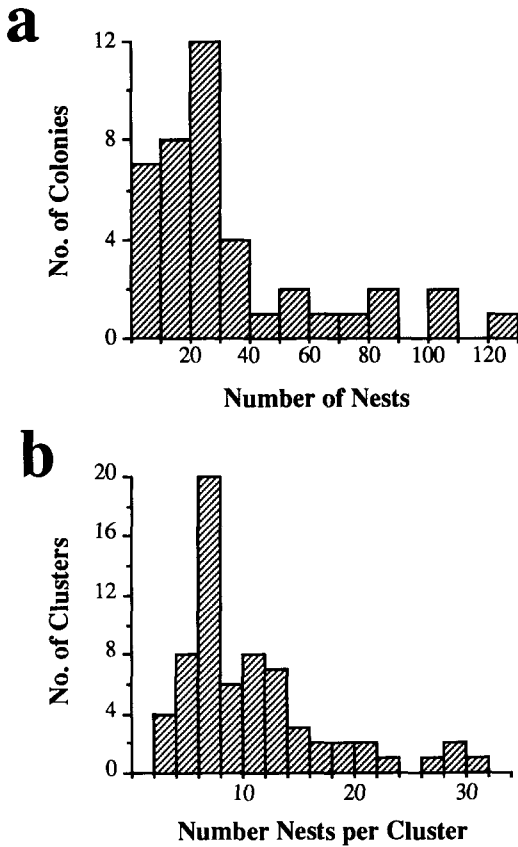 a
No. of Colonies
12
8
4
0
20 40 60 80 100 120
Number of Nests
b
No. of Clusters
20
16
12
8
4
0
10 20 30
Number Nests per Cluster